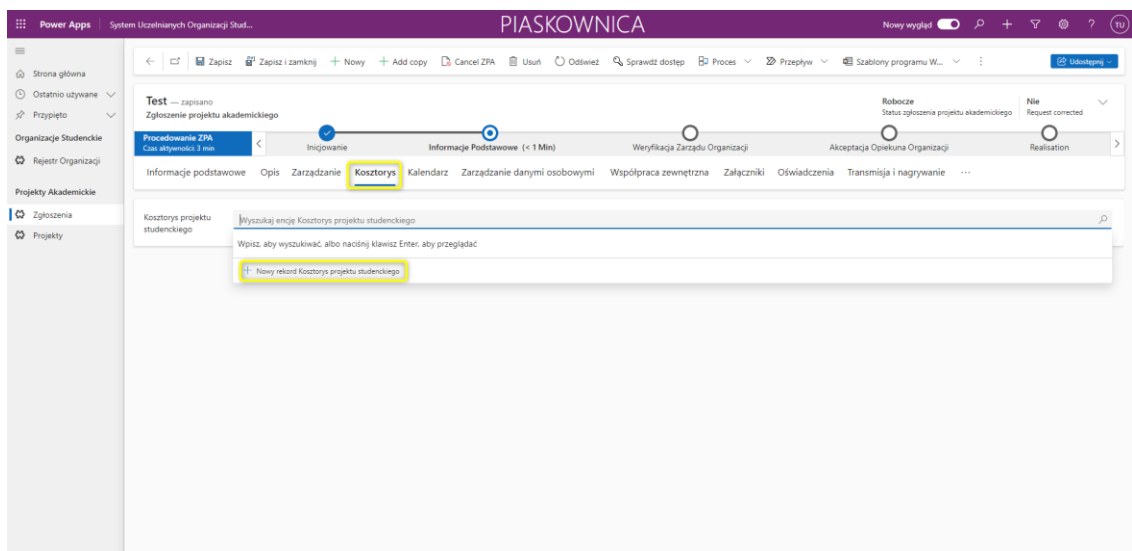 Power Apps
System Uczelnianych Organizacji Stud...
PIASKOWNICA
Nowy wygląd
TU
Strona główna
Ostatnio używane
Przypięto
Organizacje Studenckie
Rejestr Organizacji
Projekty Akademickie
Zgłoszenia
Projekty
Zapisz
Zapisz i zamknij
Nowy
Add copy
Cancel ZPA
Usuń
Odśwież
Sprawdź dostęp
Proces
Przepływ
Szablony programu W...
Udostępnij
Test — zapisano
Zgłoszenie projektu akademickiego
Robocze
Status zgłoszenia projektu akademickiego
Nie
Request corrected
Procedowanie ZPA
Czas aktywności: 3 min
Inicjowanie
Informacje Podstawowe (< 1 Min)
Weryfikacja Zarządu Organizacji
Akceptacja Opiekuna Organizacji
Realisation
Informacje podstawowe
Opis
Zarządzanie
Kosztorys
Kalendarz
Zarządzanie danymi osobowymi
Współpraca zewnętrzna
Załączniki
Oświadczenia
Transmisja i nagrywanie
Kosztorys projektu
studenckiego
Wyszukaj encję Kosztorys projektu studenckiego
Wpisz, aby wyszukiwać, albo naciśnij klawisz Enter, aby przeglądać
Nowy rekord Kosztorys projektu studenckiego